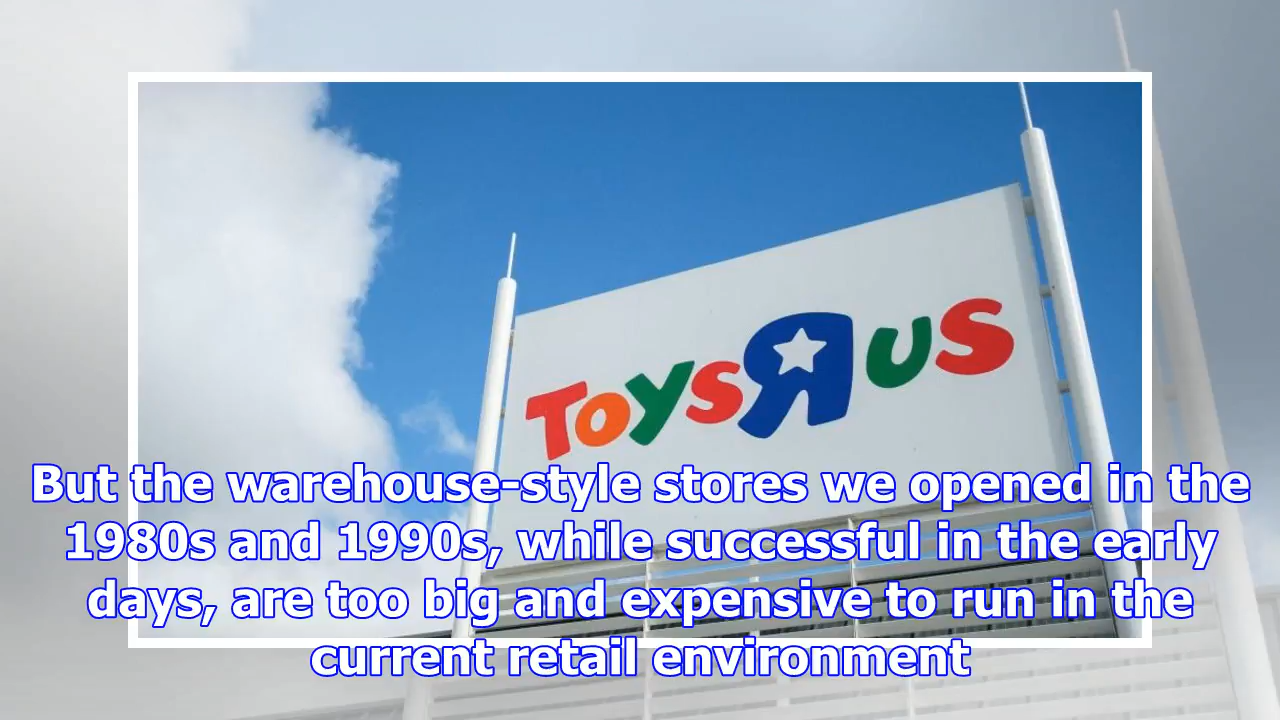 ToysЯus
But the warehouse-style stores we opened in the
1980s and 1990s, while successful in the early
days, are too big and expensive to run in the
current retail environment